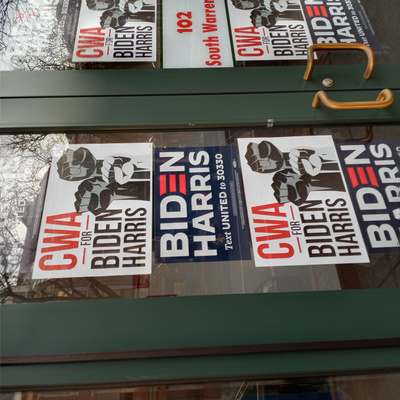 CWA
FOR
BIDEN
HARRIS
102
South Warren
CWA
FOR
BIDEN
HARRIS
BIDEN
HARRIS
CWA
FOR
BIDEN
HARRIS
BIDEN
HARRIS
Text UNITED to 30330
CWA
FOR
BIDEN
HARRIS
BIDEN
HARRIS